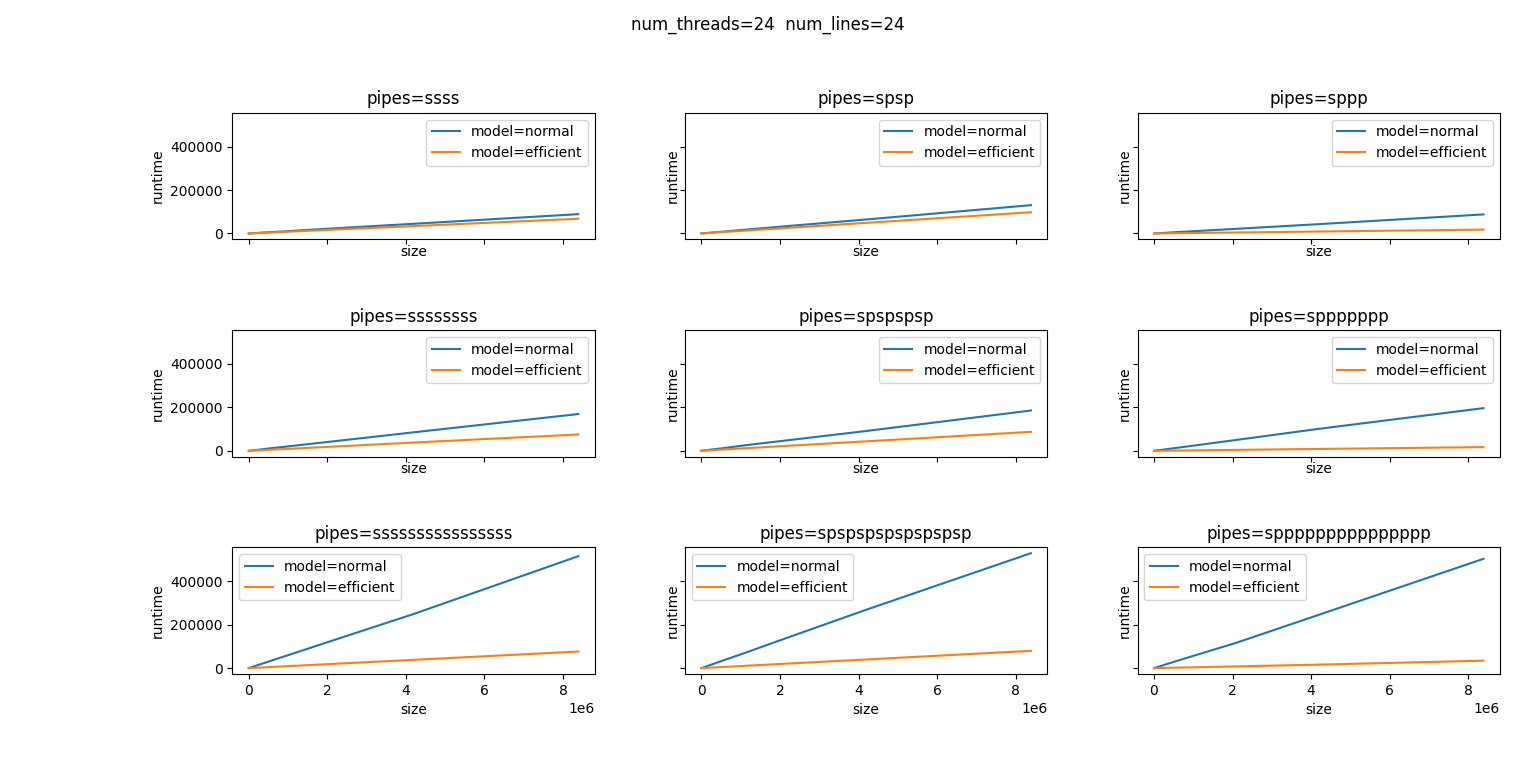 num_threads=24  num_lines=24
pipes=ssss
model=normal
model=efficient
400000
200000
0
runtime
size
pipes=spsp
model=normal
model=efficient
runtime
size
pipes=sppp
model=normal
model=efficient
runtime
size
pipes=ssssssss
model=normal
model=efficient
400000
200000
0
runtime
size
pipes=spspspsp
model=normal
model=efficient
runtime
size
pipes=sppppppp
model=normal
model=efficient
runtime
size
pipes=ssssssssssssssss
model=normal
model=efficient
400000
200000
0
runtime
0 2 4 6 8
size
1e6
pipes=spspspspspspspsp
model=normal
model=efficient
runtime
0 2 4 6 8
size
1e6
pipes=sppppppppppppppp
model=normal
model=efficient
runtime
0 2 4 6 8
size
1e6